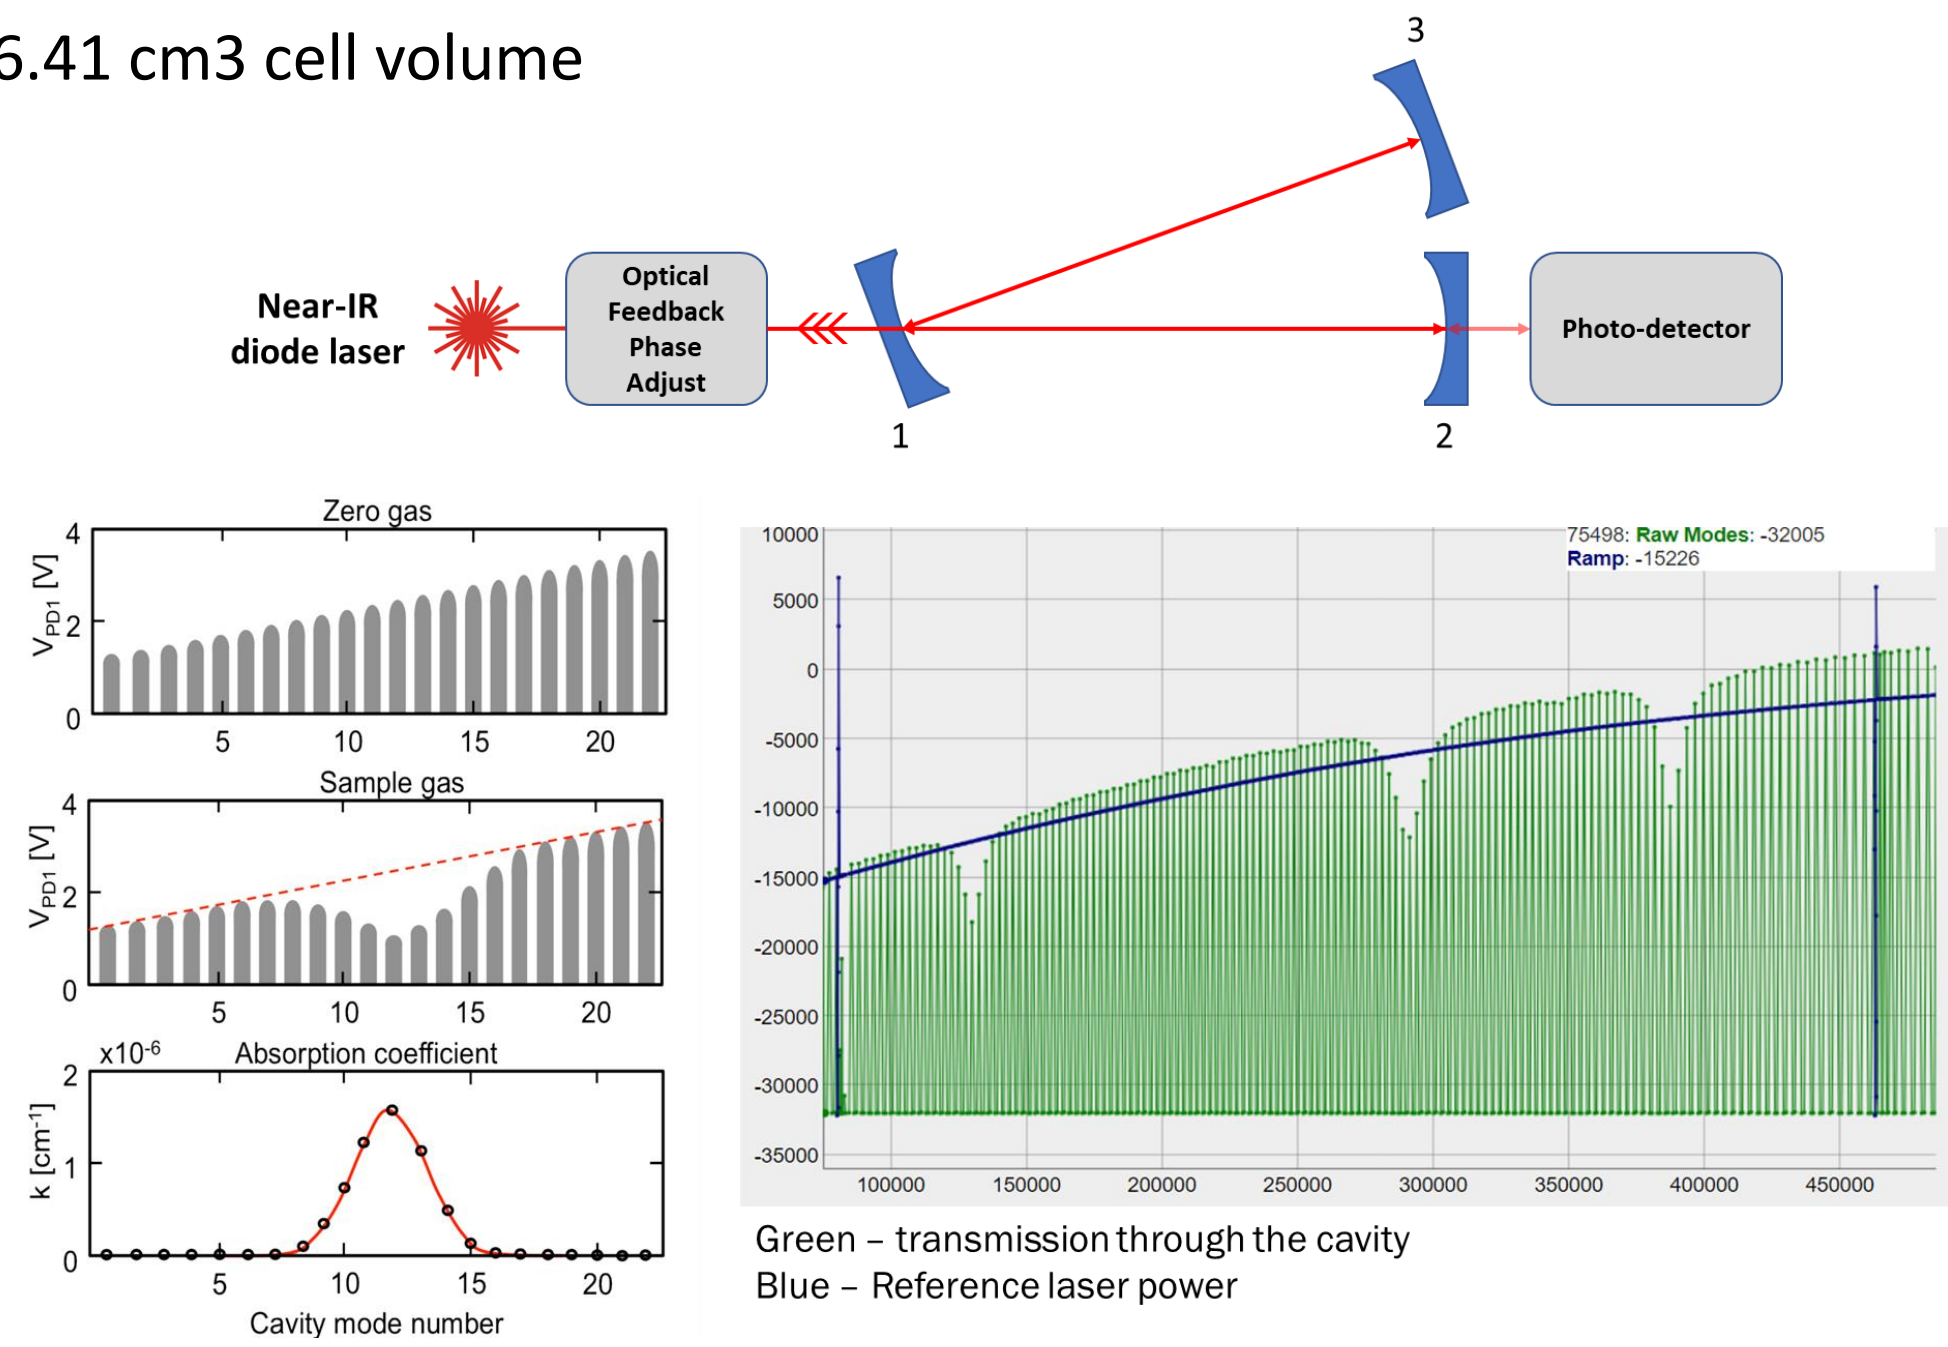 6.41 cm3 cell volume
3
Near-IR
diode laser
Optical
Feedback
Phase
Adjust
Photo-detector
1
2
Zero gas
4
2
0
VPD1 [V]
5 10 15 20
Sample gas
4
2
0
VPD1 [V]
5 10 15 20
x10-6 Absorption coefficient
2
1
0
k [cm-1]
5 10 15 20
Cavity mode number
75498: Raw Modes: -32005
Ramp: -15226
10000
5000
0
-5000
-10000
-15000
-20000
-25000
-30000
-35000
100000 150000 200000 250000 300000 350000 400000 450000
Green – transmission through the cavity
Blue – Reference laser power